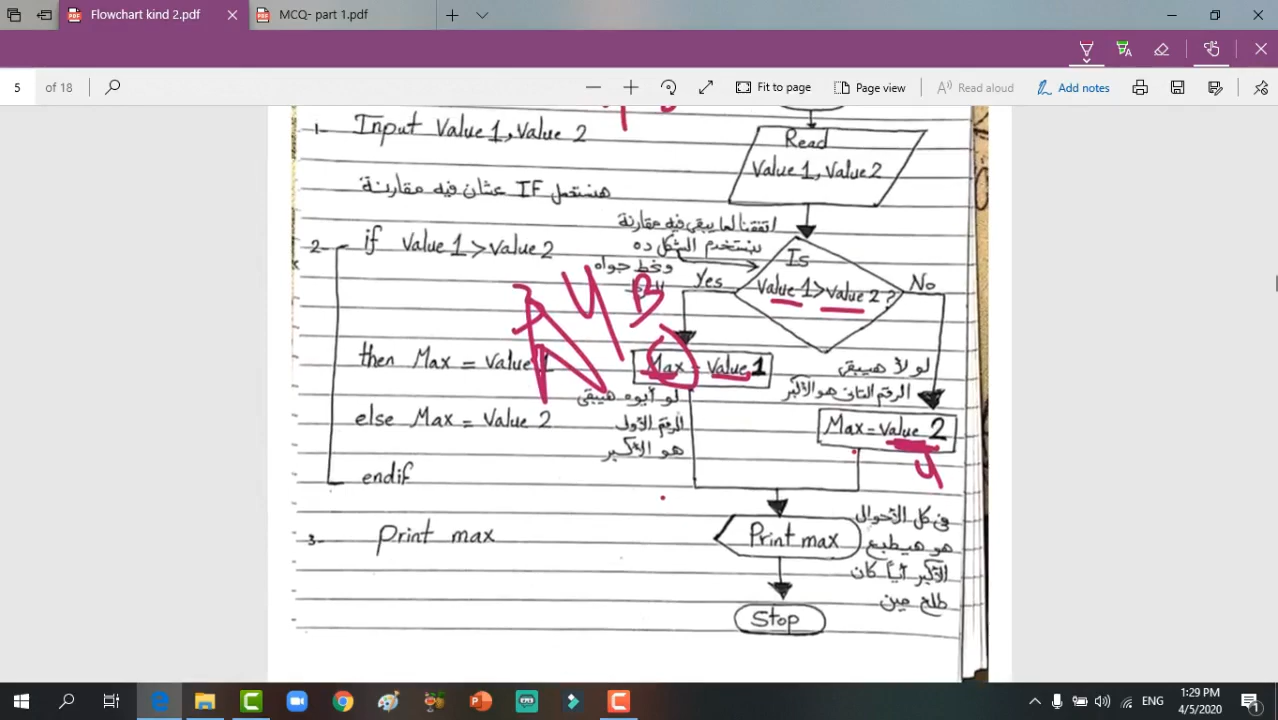 Flowchart kind 2.pdf
MCQ- part 1.pdf
5 of 18
Fit to page
Page view
Read aloud
Add notes
1- Input Value 1, Value 2
هنستعمل IF عشان فيه مقارنة
2- if Value 1 > Value 2
then Max = Value 1
else Max = Value 2
endif
3- Print max
Read
Value 1, Value 2
اتفقنا لما يبقى فيه مقارنة
بنستخدم الشكل ده
ونحط جواه
Is
Value 1 > Value 2 ?
Yes
No
B
Max = Value 1
لو أيوه هيبقى
الرقم الأول
هو الأكبر
لو لأ هيبقى
الرقم التاني هو الأكبر
Max = Value 2
Print max
فى كل الأحوال
هو هيطبع
الأكبر أياً كان
طلع مين
Stop
ENG
1:29 PM
4/5/2020